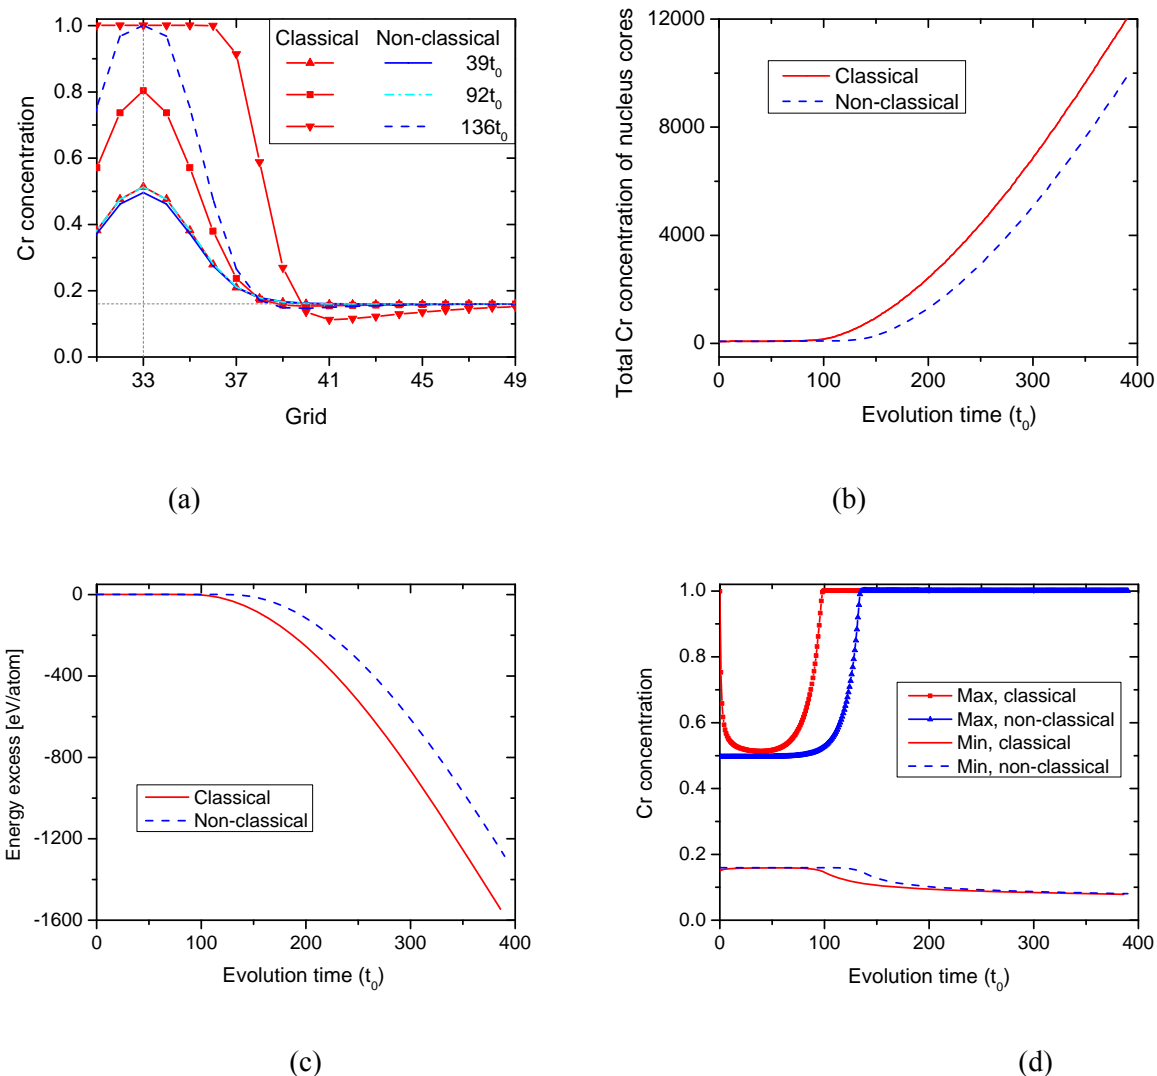 1.0
0.8
0.6
0.4
0.2
0.0
33
37
41
45
49
Cr concentration
Grid
Classical Non-classical
39t0
92t0
136t0
(a)
12000
9000
6000
3000
0
0
100
200
300
400
Total Cr concentration of nucleus cores
Evolution time (t0)
Classical
Non-classical
(b)
0
-400
-800
-1200
-1600
0
100
200
300
400
Energy excess [eV/atom]
Evolution time (t0)
Classical
Non-classical
(c)
1.0
0.8
0.6
0.4
0.2
0.0
0
100
200
300
400
Cr concentration
Evolution time (t0)
Max, classical
Max, non-classical
Min, classical
Min, non-classical
(d)